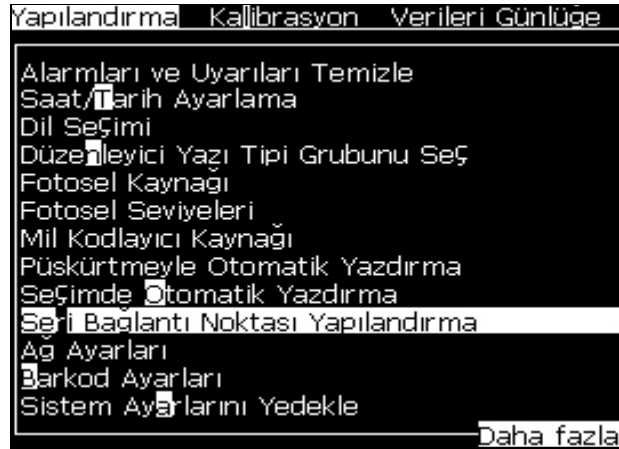 Yapılandırma Kalibrasyon Verileri Günlüğe
Alarmları ve Uyarıları Temizle
Saat/Tarih Ayarlama
Dil Seçimi
Düzenleyici Yazı Tipi Grubunu Seç
Fotosel Kaynağı
Fotosel Seviyeleri
Mil Kodlayıcı Kaynağı
Püskürtmeyle Otomatik Yazdırma
Seçimde Otomatik Yazdırma
Seri Bağlantı Noktası Yapılandırma
Ağ Ayarları
Barkod Ayarları
Sistem Ayarlarını Yedekle
Daha fazla